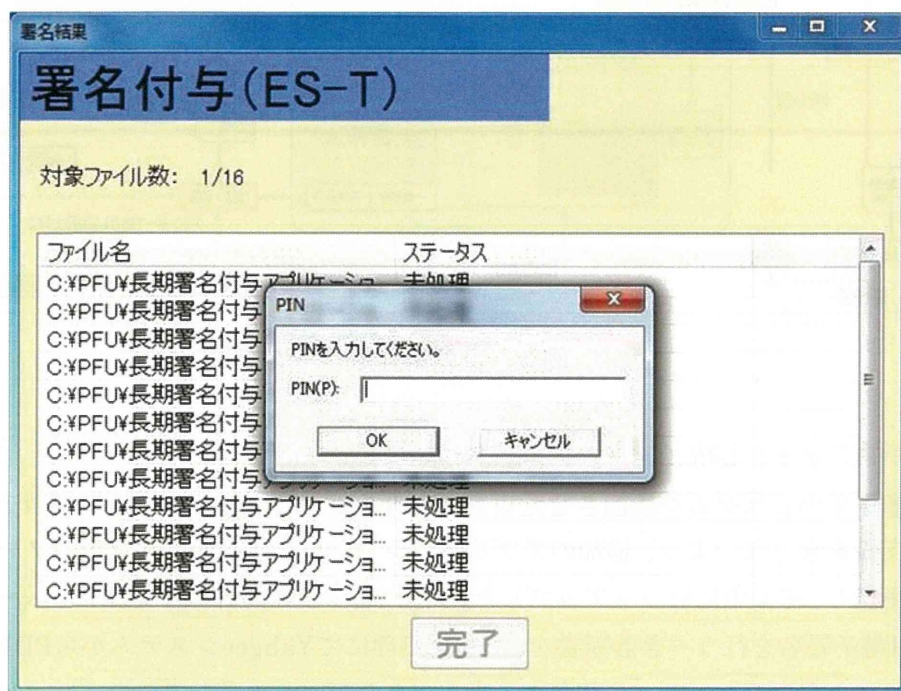 署名結果
署名付与(ES-T)
対象ファイル数: 1/16
ファイル名 ステータス
C:¥PFU¥長期署名付与アプリケーショ... 未処理
C:¥PFU¥長期署名付与
C:¥PFU¥長期署名付与
C:¥PFU¥長期署名付与
C:¥PFU¥長期署名付与
C:¥PFU¥長期署名付与
C:¥PFU¥長期署名付与
C:¥PFU¥長期署名付与アプリケーショ... 未処理
C:¥PFU¥長期署名付与アプリケーショ... 未処理
C:¥PFU¥長期署名付与アプリケーショ... 未処理
C:¥PFU¥長期署名付与アプリケーショ... 未処理
C:¥PFU¥長期署名付与アプリケーショ... 未処理
PIN
PINを入力してください。
PIN(P):
OK キャンセル
完了